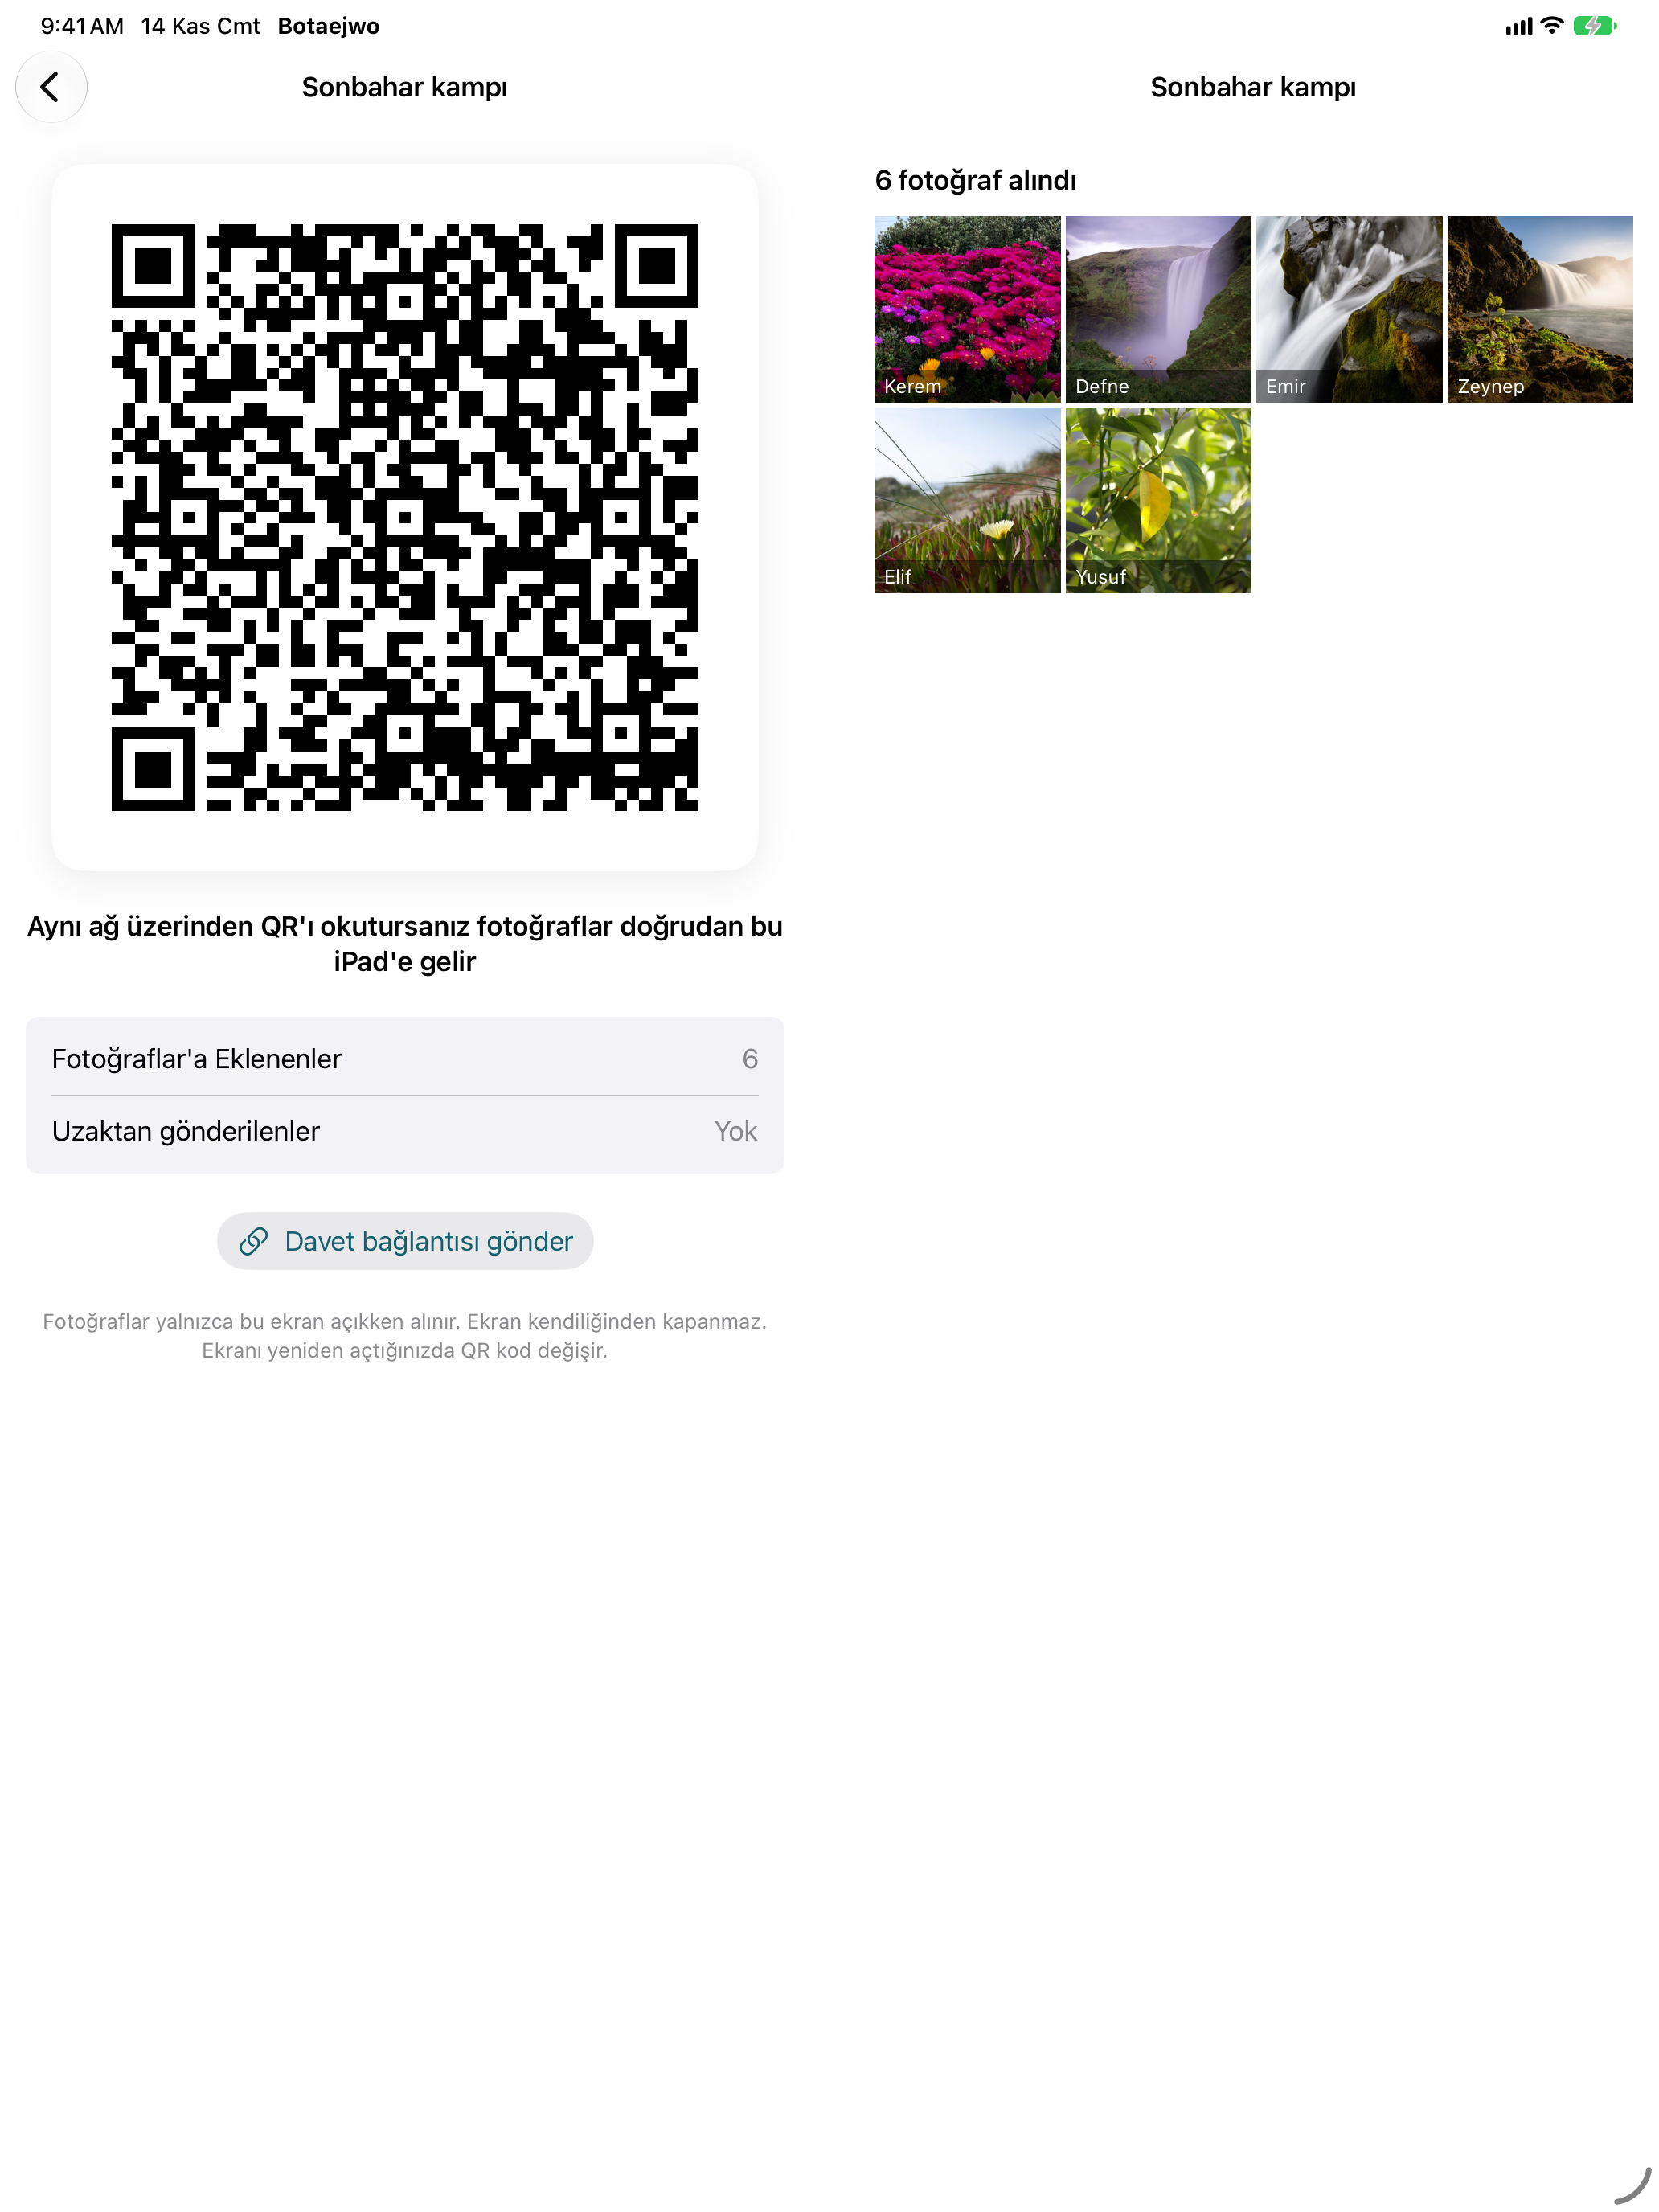 9:41 AM 14 Kas Cmt Botaejwo
Sonbahar kampı
Aynı ağ üzerinden QR'ı okutursanız fotoğraflar doğrudan bu
iPad'e gelir
Fotoğraflar'a Eklenenler 6
Uzaktan gönderilenler Yok
Davet bağlantısı gönder
Fotoğraflar yalnızca bu ekran açıkken alınır. Ekran kendiliğinden kapanmaz.
Ekranı yeniden açtığınızda QR kod değişir.
Sonbahar kampı
6 fotoğraf alındı
Kerem Defne Emir Zeynep
Elif Yusuf